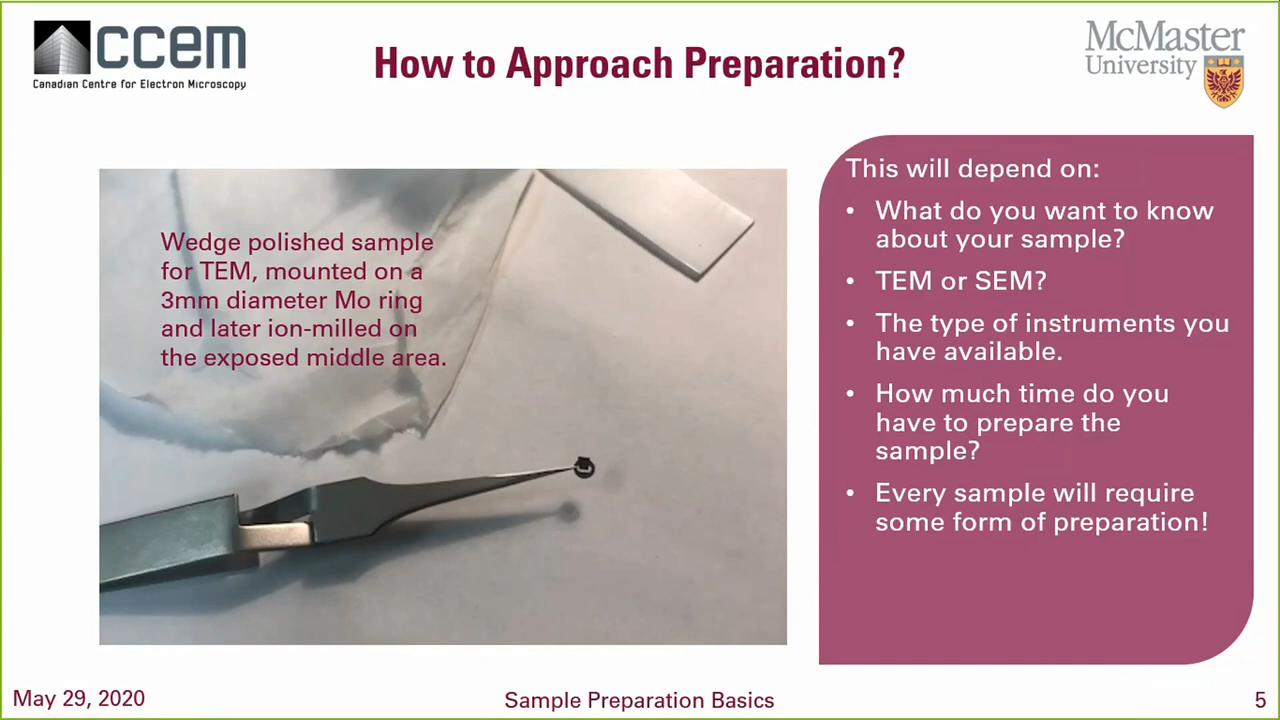 ccem
Canadian Centre for Electron Microscopy
How to Approach Preparation?
McMaster
University
Wedge polished sample
for TEM, mounted on a
3mm diameter Mo ring
and later ion-milled on
the exposed middle area.
This will depend on:
• What do you want to know
about your sample?
• TEM or SEM?
• The type of instruments you
have available.
• How much time do you
have to prepare the
sample?
• Every sample will require
some form of preparation!
May 29, 2020
Sample Preparation Basics
5